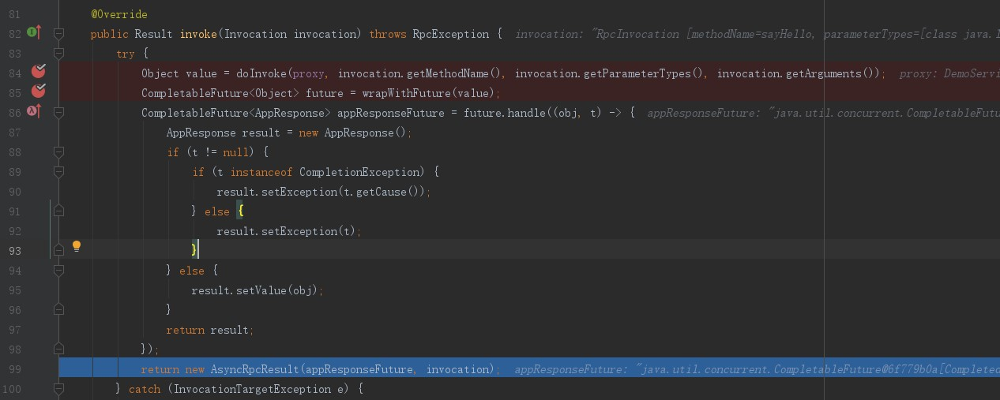 81 @Override
82 public Result invoke(Invocation invocation) throws RpcException { invocation: "RpcInvocation [methodName=sayHello, parameterTypes=[class java.l
83 try {
84 Object value = doInvoke(proxy, invocation.getMethodName(), invocation.getParameterTypes(), invocation.getArguments()); proxy: DemoServi
85 CompletableFuture<Object> future = wrapWithFuture(value);
86 CompletableFuture<AppResponse> appResponseFuture = future.handle((obj, t) -> { appResponseFuture: "java.util.concurrent.CompletableFutu
87 AppResponse result = new AppResponse();
88 if (t != null) {
89 if (t instanceof CompletionException) {
90 result.setException(t.getCause());
91 } else {
92 result.setException(t);
93 }
94 } else {
95 result.setValue(obj);
96 }
97 return result;
98 });
99 return new AsyncRpcResult(appResponseFuture, invocation); appResponseFuture: "java.util.concurrent.CompletableFuture@6f779b0a[Completed
100 } catch (InvocationTargetException e) {